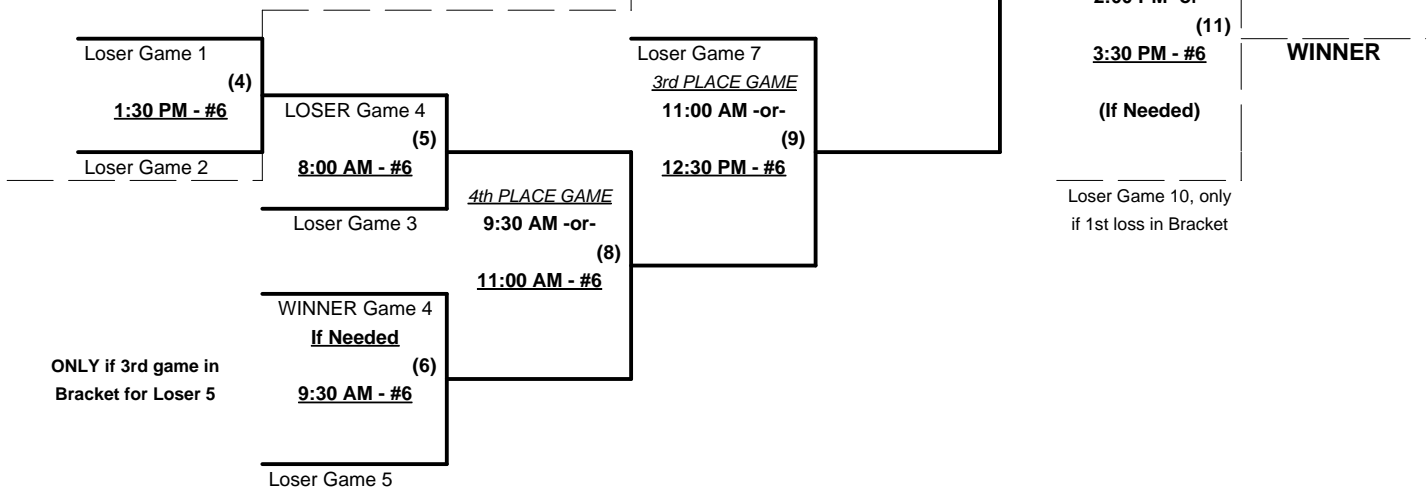 (11)
3:30 PM - #6
(If Needed)
Loser Game 10, only
if 1st loss in Bracket
WINNER
Loser Game 1
(4)
1:30 PM - #6
Loser Game 2
LOSER Game 4
(5)
8:00 AM - #6
Loser Game 3
Loser Game 7
3rd PLACE GAME
11:00 AM -or-
(9)
12:30 PM - #6
4th PLACE GAME
9:30 AM -or-
(8)
11:00 AM - #6
WINNER Game 4
If Needed
(6)
9:30 AM - #6
Loser Game 5
ONLY if 3rd game in
Bracket for Loser 5